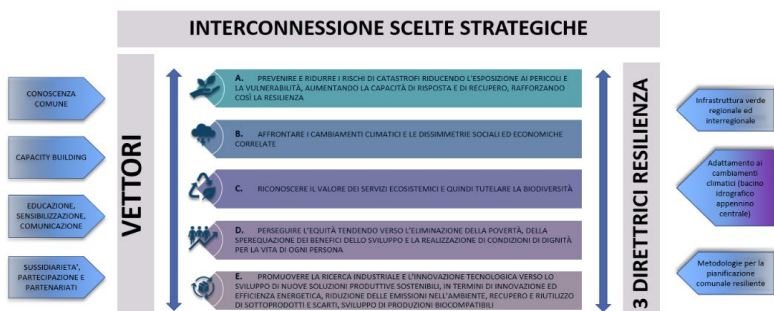 INTERCONNESSIONE SCELTE STRATEGICHE
CONOSCENZA
COMUNE
CAPACITY BUILDING
EDUCAZIONE,
SENSIBILIZZAZIONE,
COMUNICAZIONE
SUSSIDIARIETA',
PARTECIPAZIONE E
PARTENARIATI
VETTORI
A. PREVENIRE E RIDURRE I RISCHI DI CATASTROFI RIDUCENDO L'ESPOSIZIONE AI PERICOLI E
LA VULNERABILITÀ, AUMENTANDO LA CAPACITÀ DI RISPOSTA E DI RECUPERO, RAFFORZANDO
COSÌ LA RESILIENZA
B. AFFRONTARE I CAMBIAMENTI CLIMATICI E LE DISSIMMETRIE SOCIALI ED ECONOMICHE
CORRELATE
C. RICONOSCERE IL VALORE DEI SERVIZI ECOSISTEMICI E QUINDI TUTELARE LA BIODIVERSITÀ
D. PERSEGUIRE L'EQUITÀ TENDENDO VERSO L'ELIMINAZIONE DELLA POVERTÀ, DELLA
SPEREQUAZIONE DEI BENEFICI DELLO SVILUPPO E LA REALIZZAZIONE DI CONDIZIONI DI DIGNITÀ
PER LA VITA DI OGNI PERSONA
E. PROMUOVERE LA RICERCA INDUSTRIALE E L'INNOVAZIONE TECNOLOGICA VERSO LO
SVILUPPO DI NUOVE SOLUZIONI PRODUTTIVE SOSTENIBILI, IN TERMINI DI INNOVAZIONE ED
EFFICIENZA ENERGETICA, RIDUZIONE DELLE EMISSIONI NELL'AMBIENTE, RECUPERO E RIUTILIZZO
DI SOTTOPRODOTTI E SCARTI, SVILUPPO DI PRODUZIONI BIOCOMPATIBILI
3 DIRETTRICI RESILIENZA
Infrastruttura verde
regionale ed
interregionale
Adattamento ai
cambiamenti
climatici (bacino
idrografico
appennino
centrale)
Metodologie per la
pianificazione
comunale resiliente